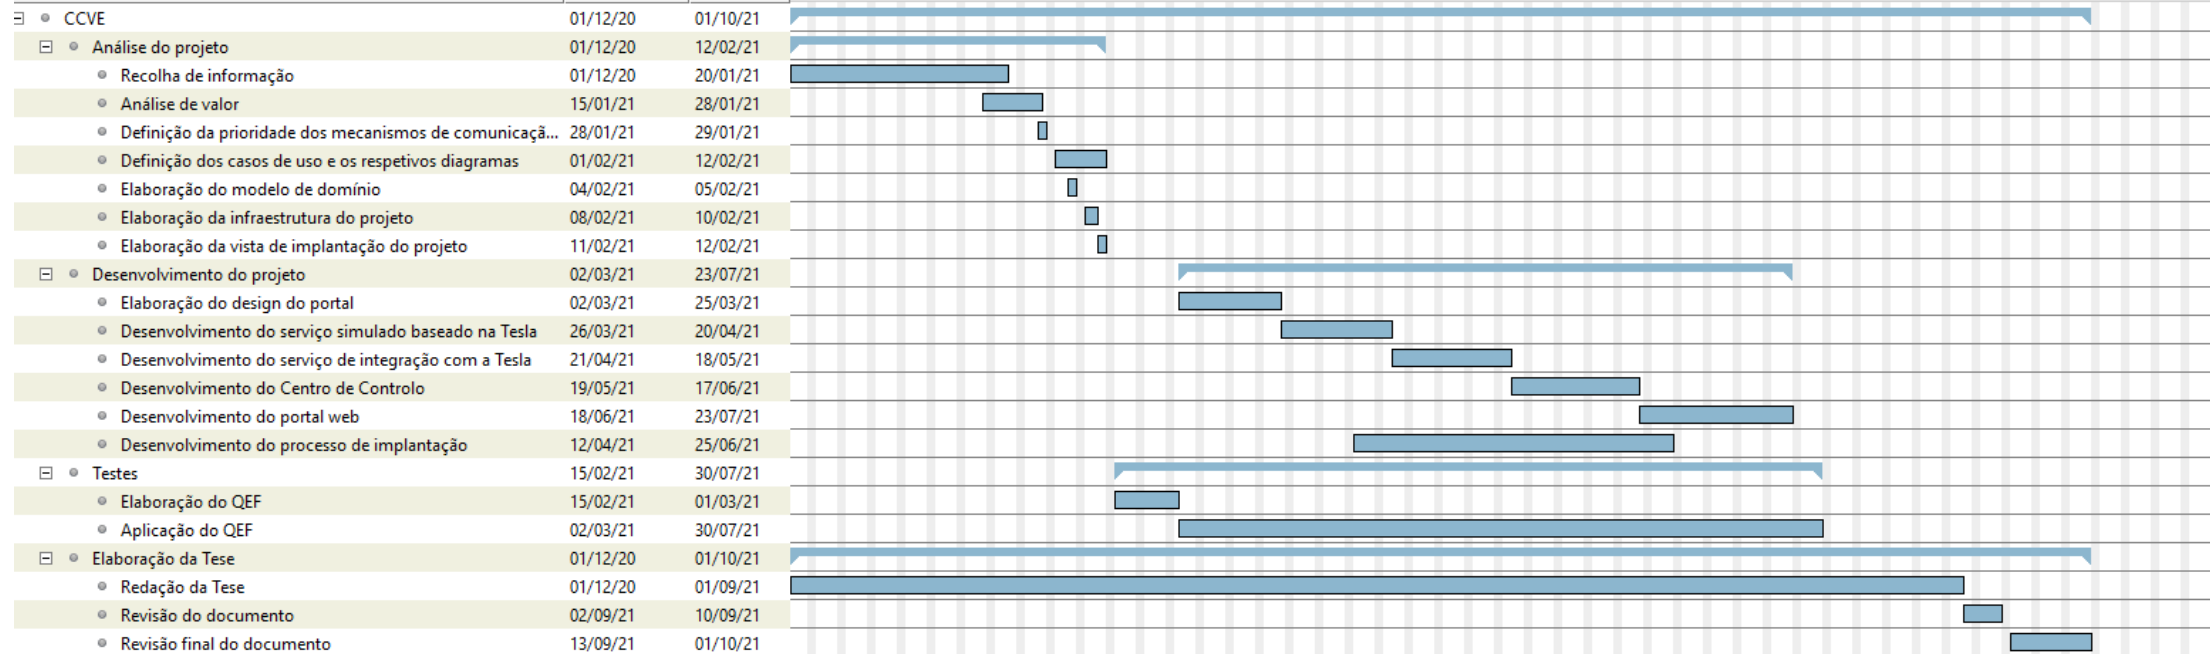 CCVE 01/12/20 01/10/21
Análise do projeto 01/12/20 12/02/21
Recolha de informação 01/12/20 20/01/21
Análise de valor 15/01/21 28/01/21
Definição da prioridade dos mecanismos de comunicaçã... 28/01/21 29/01/21
Definição dos casos de uso e os respetivos diagramas 01/02/21 12/02/21
Elaboração do modelo de domínio 04/02/21 05/02/21
Elaboração da infraestrutura do projeto 08/02/21 10/02/21
Elaboração da vista de implantação do projeto 11/02/21 12/02/21
Desenvolvimento do projeto 02/03/21 23/07/21
Elaboração do design do portal 02/03/21 25/03/21
Desenvolvimento do serviço simulado baseado na Tesla 26/03/21 20/04/21
Desenvolvimento do serviço de integração com a Tesla 21/04/21 18/05/21
Desenvolvimento do Centro de Controlo 19/05/21 17/06/21
Desenvolvimento do portal web 18/06/21 23/07/21
Desenvolvimento do processo de implantação 12/04/21 25/06/21
Testes 15/02/21 30/07/21
Elaboração do QEF 15/02/21 01/03/21
Aplicação do QEF 02/03/21 30/07/21
Elaboração da Tese 01/12/20 01/10/21
Redação da Tese 01/12/20 01/09/21
Revisão do documento 02/09/21 10/09/21
Revisão final do documento 13/09/21 01/10/21